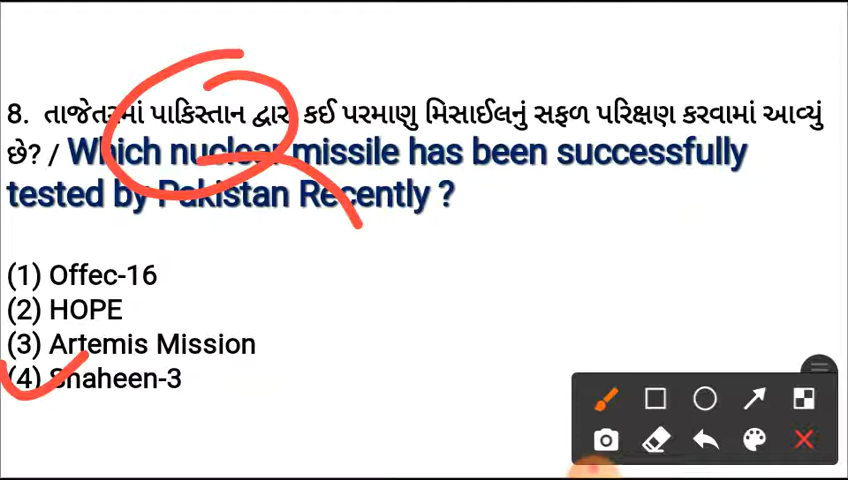 8. તાજેતરમાં પાકિસ્તાન દ્વારા કઈ પરમાણુ મિસાઈલનું સફળ પરિક્ષણ કરવામાં આવ્યું
છે? / Which nuclear missile has been successfully
tested by Pakistan Recently ?
(1) Offec-16
(2) HOPE
(3) Artemis Mission
(4) Shaheen-3